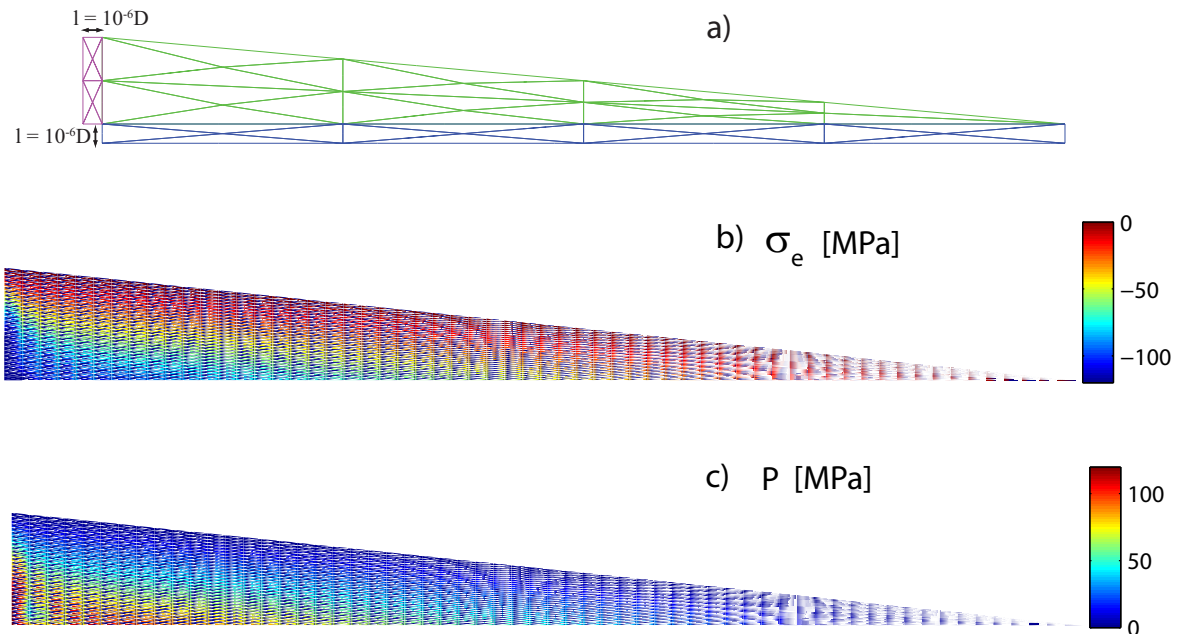 l = 10⁻⁶D
a)
l = 10⁻⁶D
b) σₑ [MPa]
0
−50
−100
c) P [MPa]
100
50
0